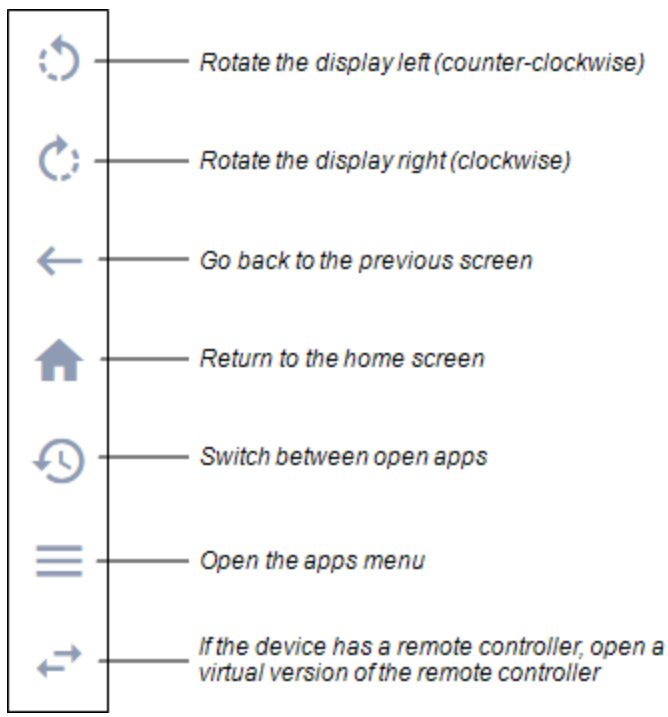 Rotate the display left (counter-clockwise)
Rotate the display right (clockwise)
Go back to the previous screen
Return to the home screen
Switch between open apps
Open the apps menu
If the device has a remote controller, open a
virtual version of the remote controller